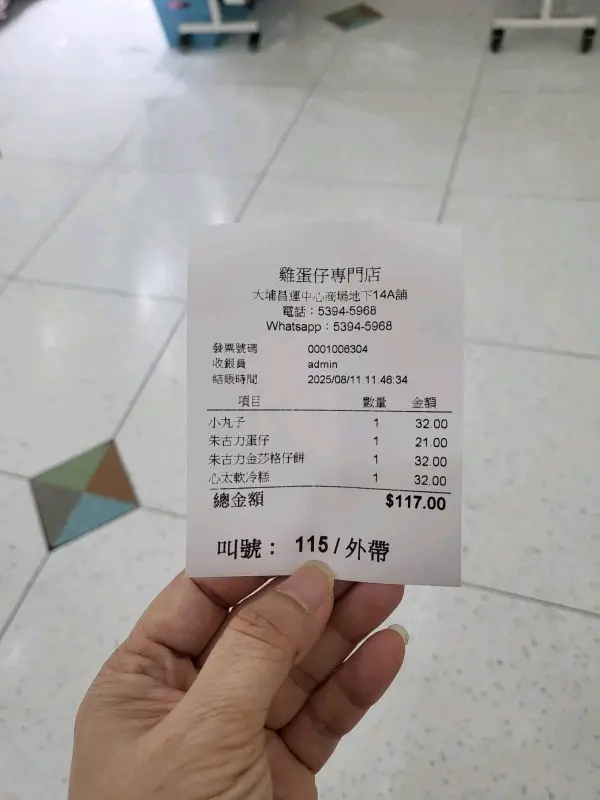 雞蛋仔專門店
大埔昌運中心商場地下14A舖
電話：5394-5968
Whatsapp：5394-5968
發票號碼 0001006304
收銀員 admin
結賬時間 2025/08/11 11:46:34
項目 數量 金額
小丸子 1 32.00
朱古力蛋仔 1 21.00
朱古力金莎格仔餅 1 32.00
心太軟冷糕 1 32.00
總金額 $117.00
叫號： 115 / 外帶